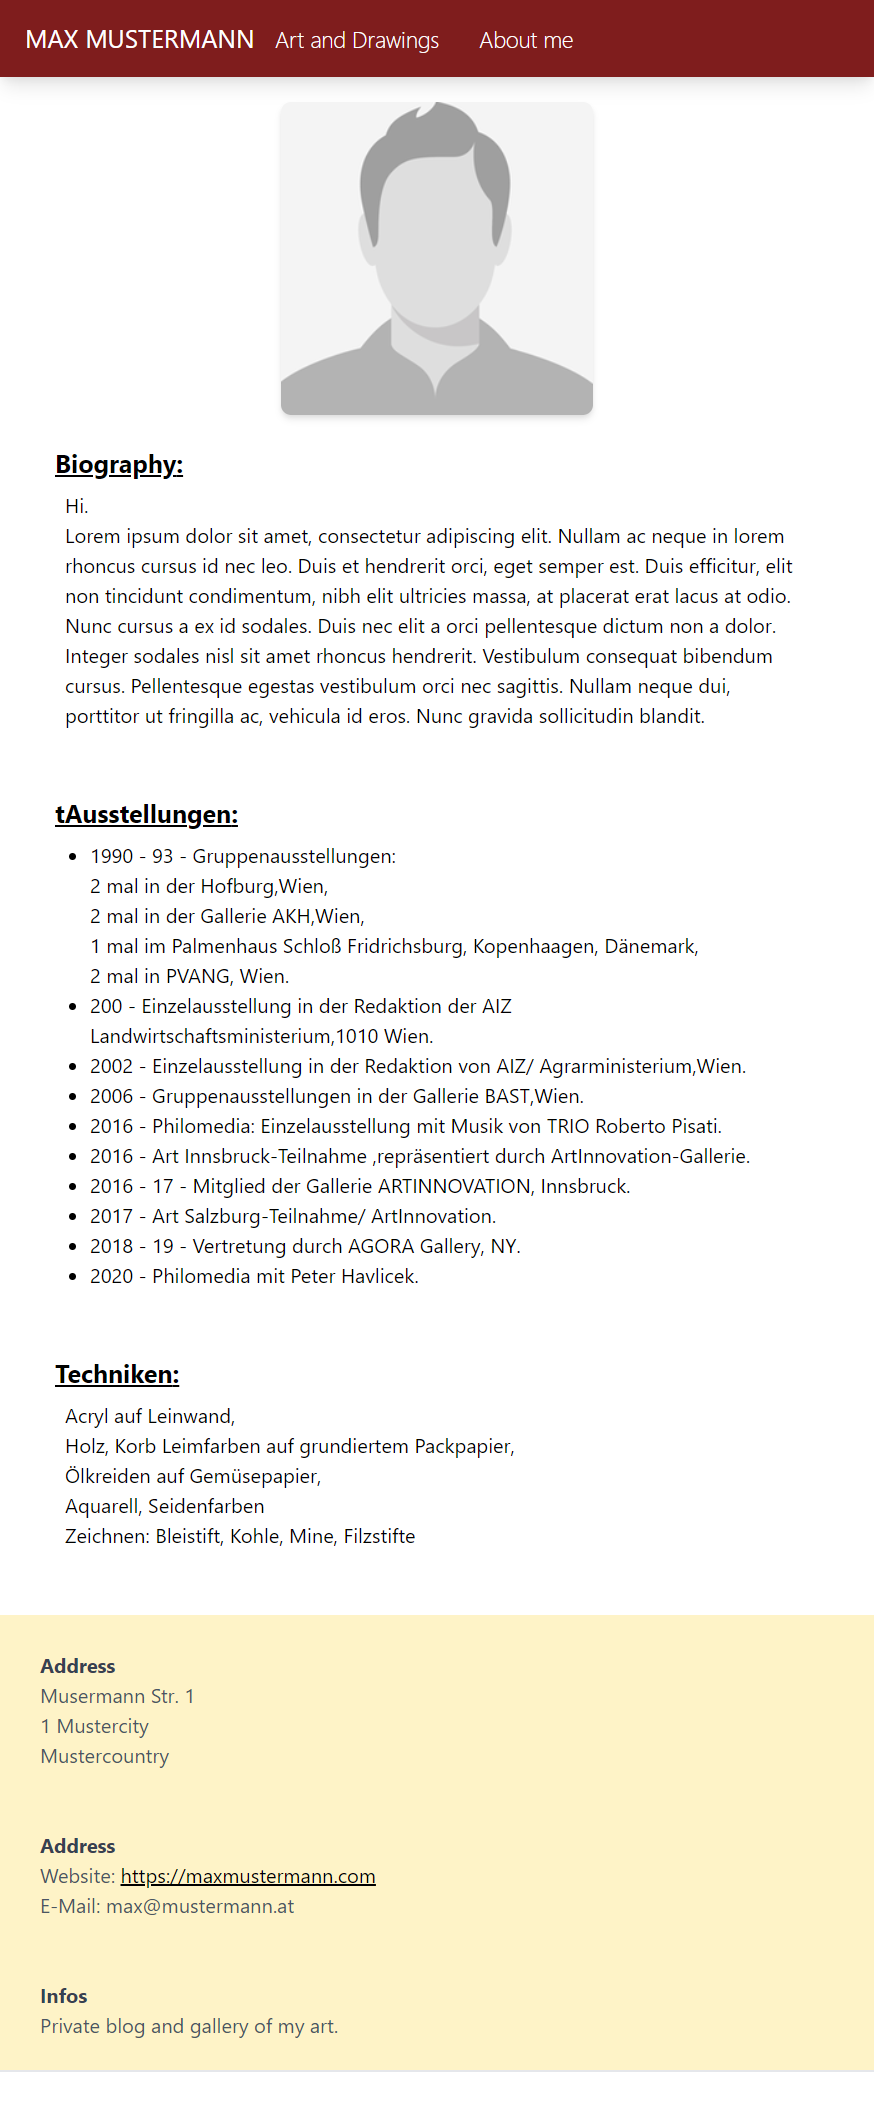 MAX MUSTERMANN Art and Drawings About me
Biography:
Hi.
Lorem ipsum dolor sit amet, consectetur adipiscing elit. Nullam ac neque in lorem
rhoncus cursus id nec leo. Duis et hendrerit orci, eget semper est. Duis efficitur, elit
non tincidunt condimentum, nibh elit ultricies massa, at placerat erat lacus at odio.
Nunc cursus a ex id sodales. Duis nec elit a orci pellentesque dictum non a dolor.
Integer sodales nisl sit amet rhoncus hendrerit. Vestibulum consequat bibendum
cursus. Pellentesque egestas vestibulum orci nec sagittis. Nullam neque dui,
porttitor ut fringilla ac, vehicula id eros. Nunc gravida sollicitudin blandit.
tAusstellungen:
• 1990 - 93 - Gruppenausstellungen:
2 mal in der Hofburg,Wien,
2 mal in der Gallerie AKH,Wien,
1 mal im Palmenhaus Schloß Fridrichsburg, Kopenhaagen, Dänemark,
2 mal in PVANG, Wien.
• 200 - Einzelausstellung in der Redaktion der AIZ
Landwirtschaftsministerium,1010 Wien.
• 2002 - Einzelausstellung in der Redaktion von AIZ/ Agrarministerium,Wien.
• 2006 - Gruppenausstellungen in der Gallerie BAST,Wien.
• 2016 - Philomedia: Einzelausstellung mit Musik von TRIO Roberto Pisati.
• 2016 - Art Innsbruck-Teilnahme ,repräsentiert durch ArtInnovation-Gallerie.
• 2016 - 17 - Mitglied der Gallerie ARTINNOVATION, Innsbruck.
• 2017 - Art Salzburg-Teilnahme/ ArtInnovation.
• 2018 - 19 - Vertretung durch AGORA Gallery, NY.
• 2020 - Philomedia mit Peter Havlicek.
Techniken:
Acryl auf Leinwand,
Holz, Korb Leimfarben auf grundiertem Packpapier,
Ölkreiden auf Gemüsepapier,
Aquarell, Seidenfarben
Zeichnen: Bleistift, Kohle, Mine, Filzstifte
Address
Musermann Str. 1
1 Mustercity
Mustercountry
Address
Website: https://maxmustermann.com
E-Mail: max@mustermann.at
Infos
Private blog and gallery of my art.